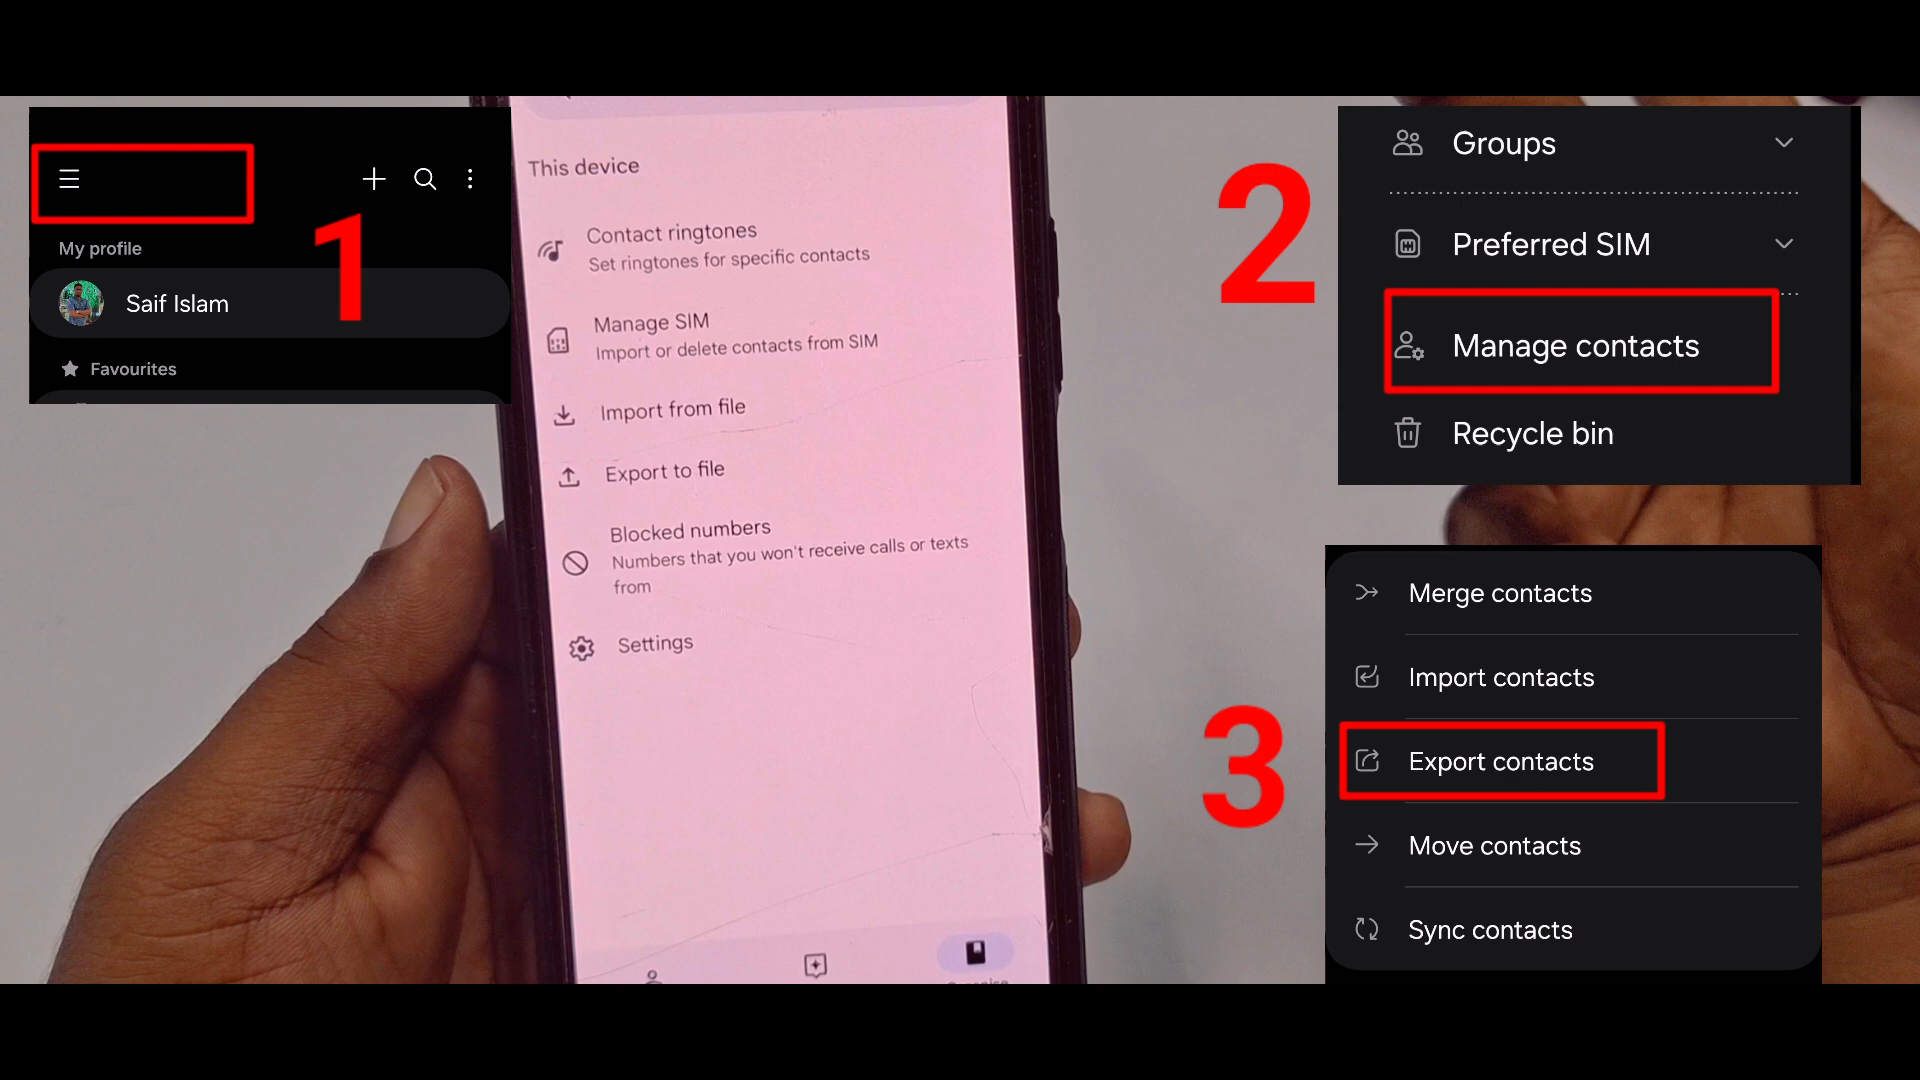 My profile
Saif Islam
Favourites
1
This device
Contact ringtones
Set ringtones for specific contacts
Manage SIM
Import or delete contacts from SIM
Import from file
Export to file
Blocked numbers
Numbers that you won't receive calls or texts
from
Settings
2
Groups
Preferred SIM
Manage contacts
Recycle bin
3
Merge contacts
Import contacts
Export contacts
Move contacts
Sync contacts